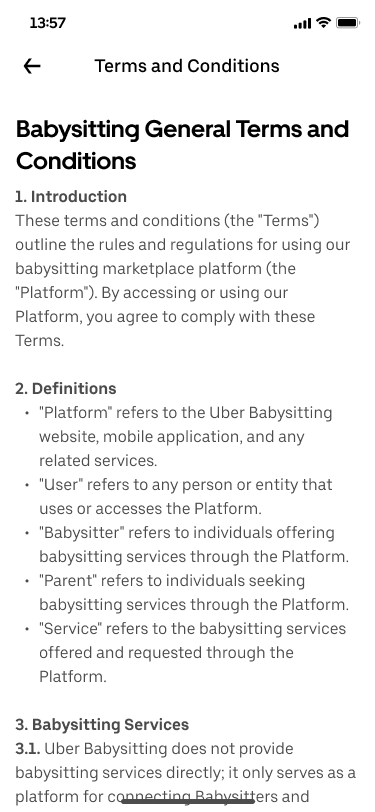 13:57
Terms and Conditions
Babysitting General Terms and
Conditions
1. Introduction
These terms and conditions (the "Terms")
outline the rules and regulations for using our
babysitting marketplace platform (the
"Platform"). By accessing or using our
Platform, you agree to comply with these
Terms.
2. Definitions
• "Platform" refers to the Uber Babysitting
website, mobile application, and any
related services.
• "User" refers to any person or entity that
uses or accesses the Platform.
• "Babysitter" refers to individuals offering
babysitting services through the Platform.
• "Parent" refers to individuals seeking
babysitting services through the Platform.
• "Service" refers to the babysitting services
offered and requested through the
Platform.
3. Babysitting Services
3.1. Uber Babysitting does not provide
babysitting services directly; it only serves as a
platform for connecting Babysitters and